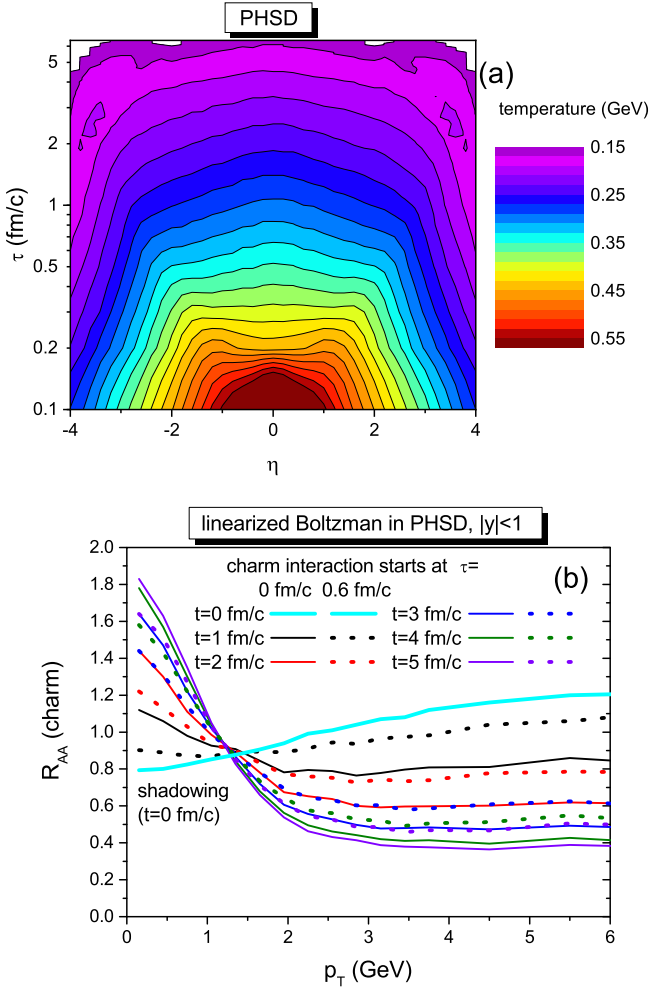 PHSD
(a)
temperature (GeV)
0.15
0.25
0.35
0.45
0.55
τ (fm/c)
5
2
1
0.5
0.2
0.1
-4 -2 0 2 4
η
linearized Boltzman in PHSD, |y|<1
charm interaction starts at τ=
0 fm/c 0.6 fm/c
(b)
t=0 fm/c t=3 fm/c
t=1 fm/c t=4 fm/c
t=2 fm/c t=5 fm/c
shadowing
(t=0 fm/c)
R_AA (charm)
2.0
1.8
1.6
1.4
1.2
1.0
0.8
0.6
0.4
0.2
0.0
0 1 2 3 4 5 6
p_T (GeV)